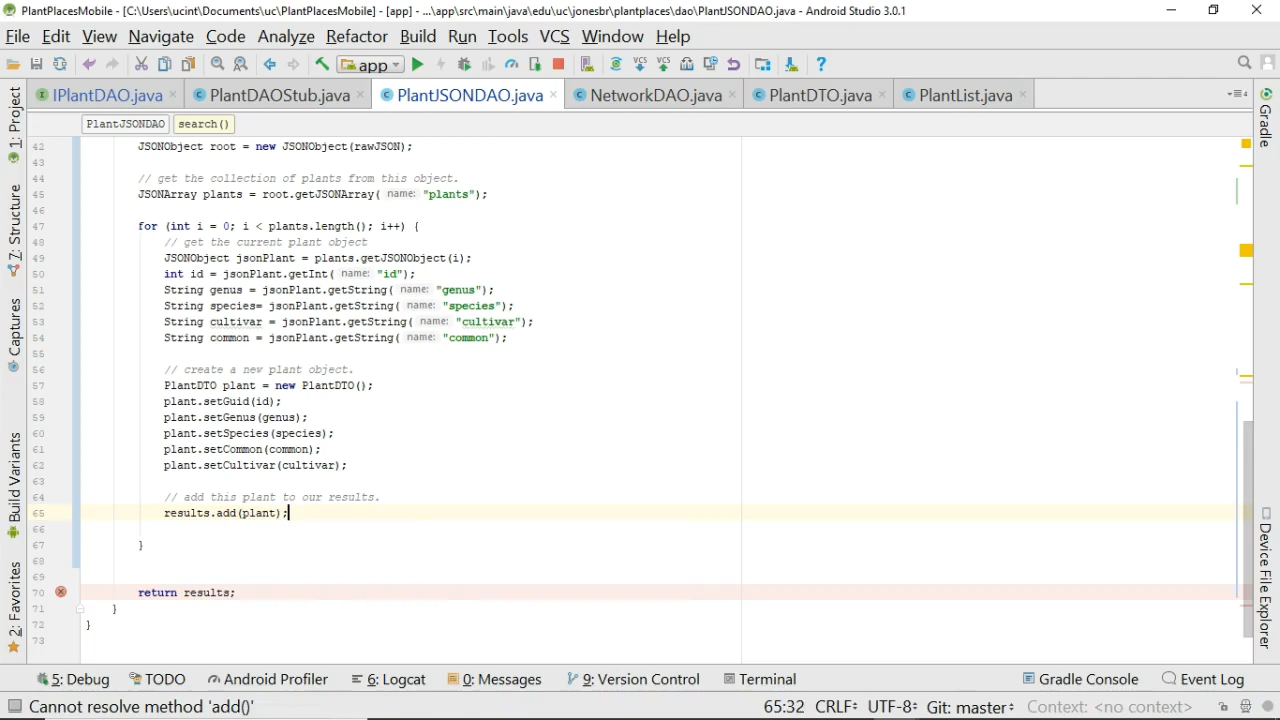 PlantPlacesMobile - [C:\Users\ucint\Documents\uc\PlantPlacesMobile] - [app] - ...\app\src\main\java\edu\uc\jonesbr\plantplaces\dao\PlantJSONDAO.java - Android Studio 3.0.1
File Edit View Navigate Code Analyze Refactor Build Run Tools VCS Window Help
app VCS VCS ?
IPlantDAO.java PlantDAOStub.java PlantJSONDAO.java NetworkDAO.java PlantDTO.java PlantList.java
PlantJSONDAO search()
1: Project
7: Structure
Captures
Build Variants
2: Favorites
42 JSONObject root = new JSONObject(rawJSON);
43
44 // get the collection of plants from this object.
45 JSONArray plants = root.getJSONArray( name: "plants");
46
47 for (int i = 0; i < plants.length(); i++) {
48 // get the current plant object
49 JSONObject jsonPlant = plants.getJSONObject(i);
50 int id = jsonPlant.getInt( name: "id");
51 String genus = jsonPlant.getString( name: "genus");
52 String species= jsonPlant.getString( name: "species");
53 String cultivar = jsonPlant.getString( name: "cultivar");
54 String common = jsonPlant.getString( name: "common");
55
56 // create a new plant object.
57 PlantDTO plant = new PlantDTO();
58 plant.setGuid(id);
59 plant.setGenus(genus);
60 plant.setSpecies(species);
61 plant.setCommon(common);
62 plant.setCultivar(cultivar);
63
64 // add this plant to our results.
65 results.add(plant);
66
67 }
68
69
70 return results;
71 }
72 }
73
Gradle
Device File Explorer
5: Debug TODO Android Profiler 6: Logcat 0: Messages 9: Version Control Terminal Gradle Console Event Log
Cannot resolve method 'add()' 65:32 CRLF UTF-8 Git: master Context: <no context>